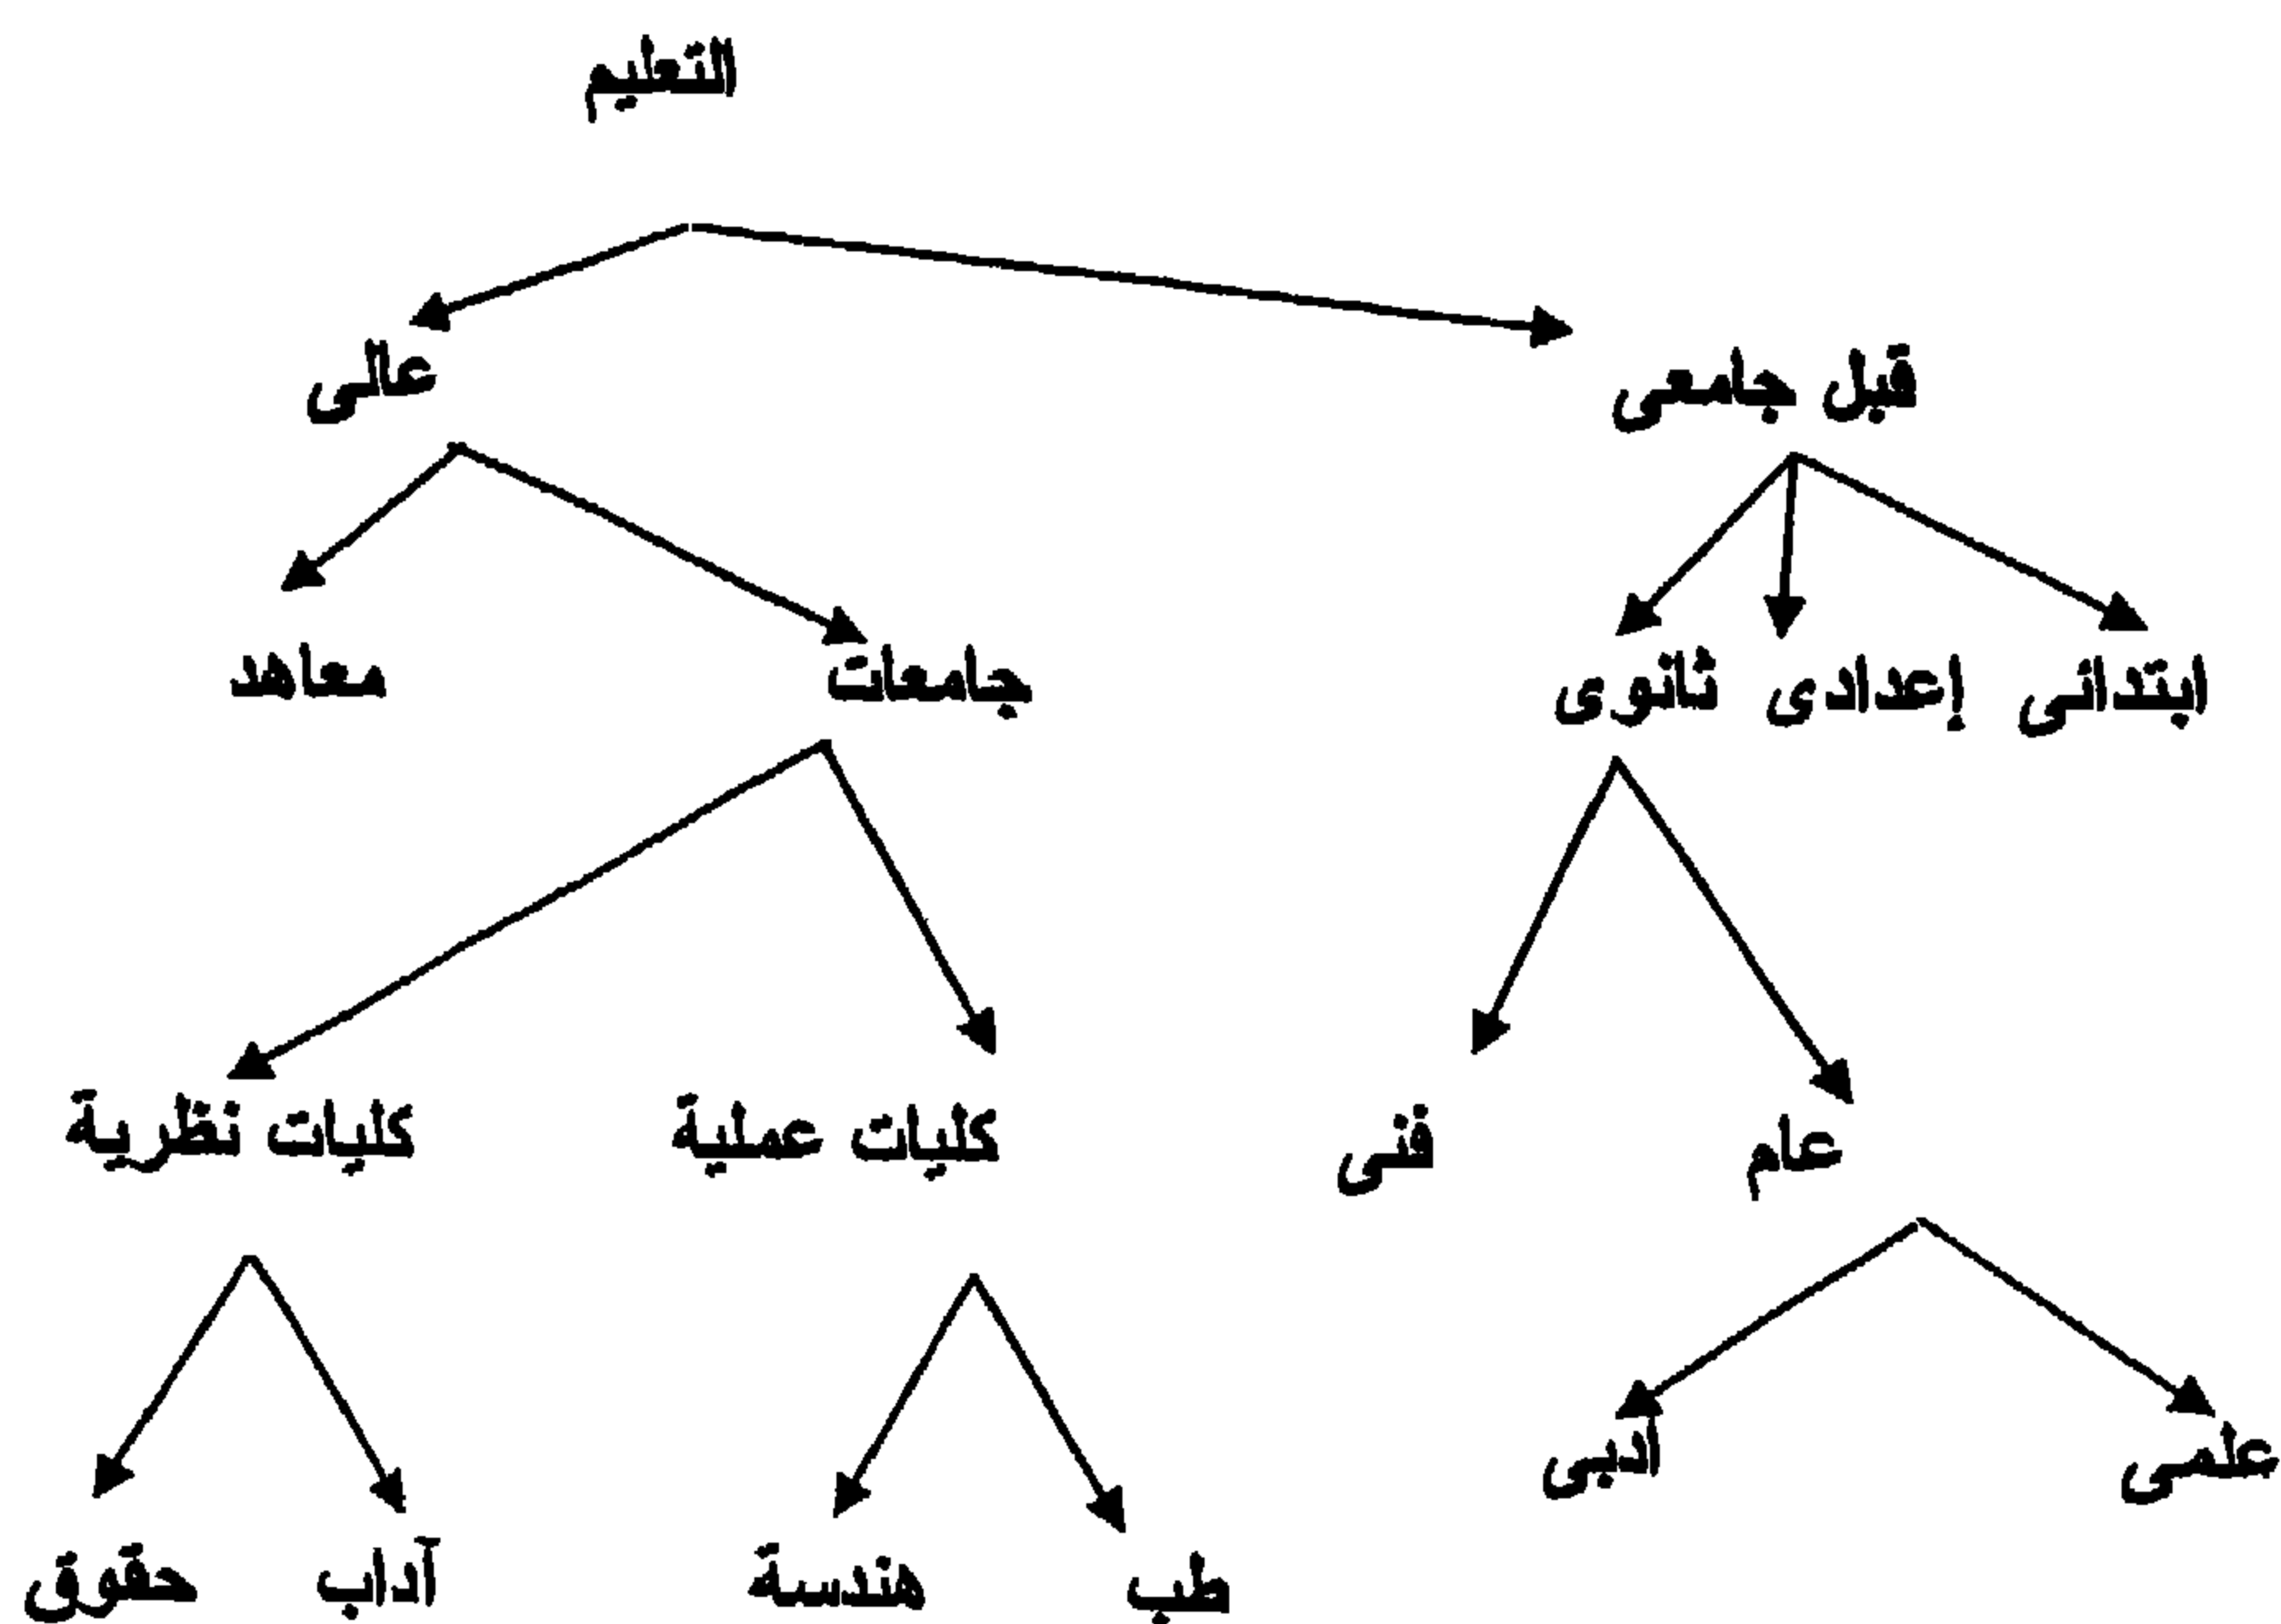 التعليم
قبل جامعى عالى
ابتدائى إعدادى ثانوى جامعات معاهد
عام فنى كليات عملية كليات نظرية
علمى أدبى
طب هندسة آداب حقوق